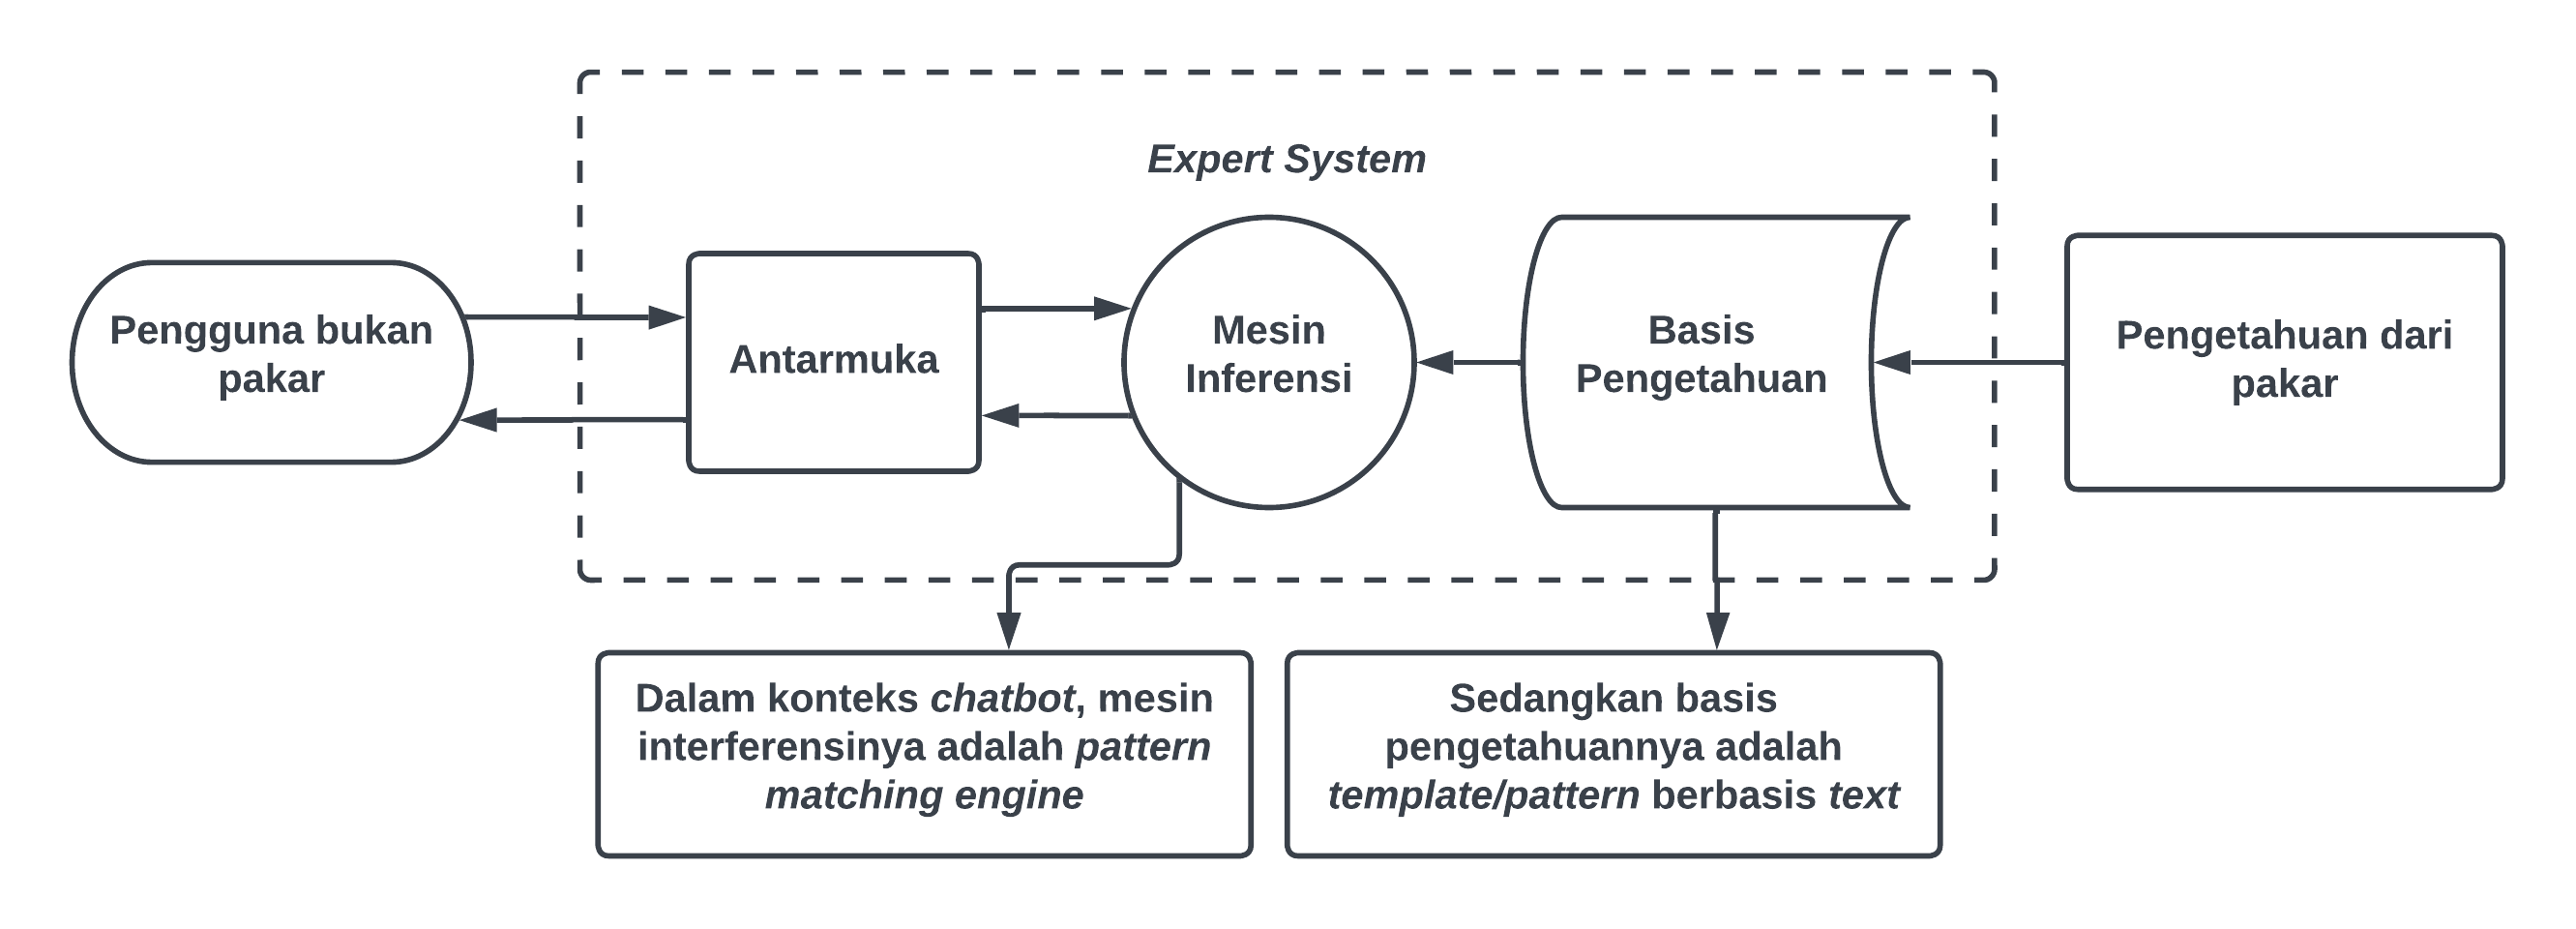 Expert System
Pengguna bukan
pakar
Antarmuka
Mesin
Inferensi
Basis
Pengetahuan
Pengetahuan dari
pakar
Dalam konteks chatbot, mesin
interferensinya adalah pattern
matching engine
Sedangkan basis
pengetahuannya adalah
template/pattern berbasis text